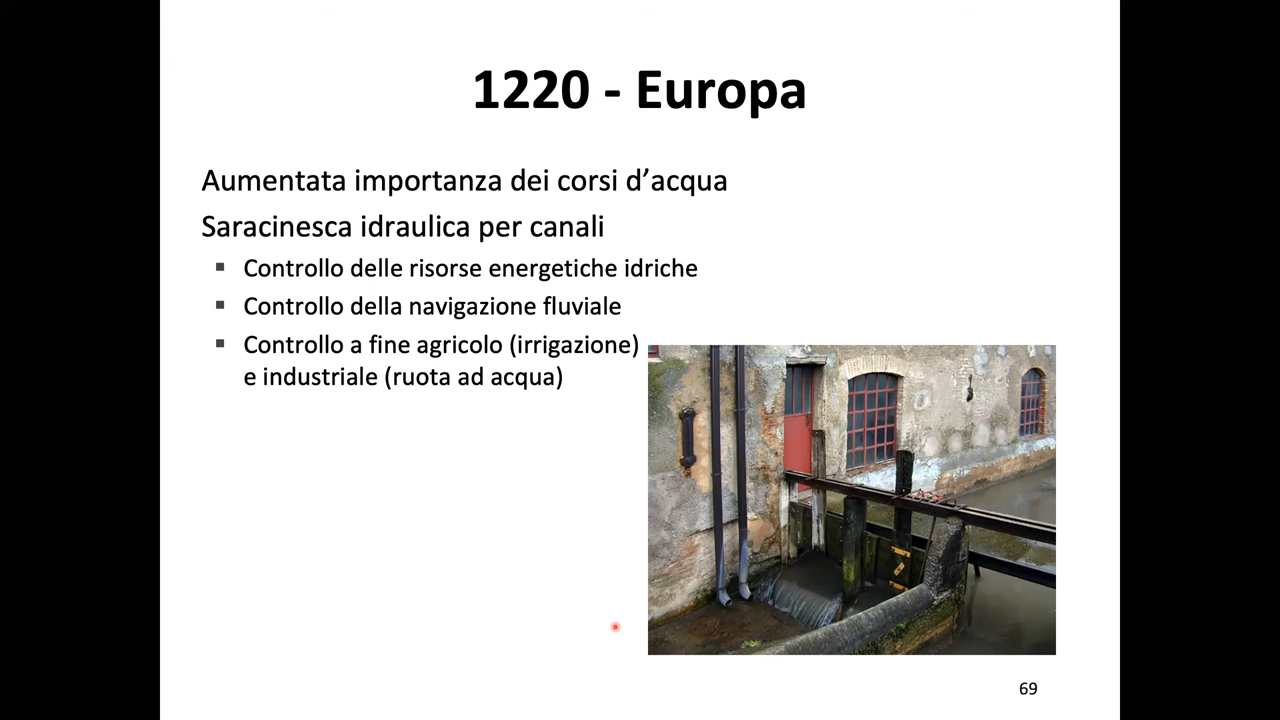 1220 - Europa
Aumentata importanza dei corsi d’acqua
Saracinesca idraulica per canali
▪ Controllo delle risorse energetiche idriche
▪ Controllo della navigazione fluviale
▪ Controllo a fine agricolo (irrigazione)
e industriale (ruota ad acqua)
69